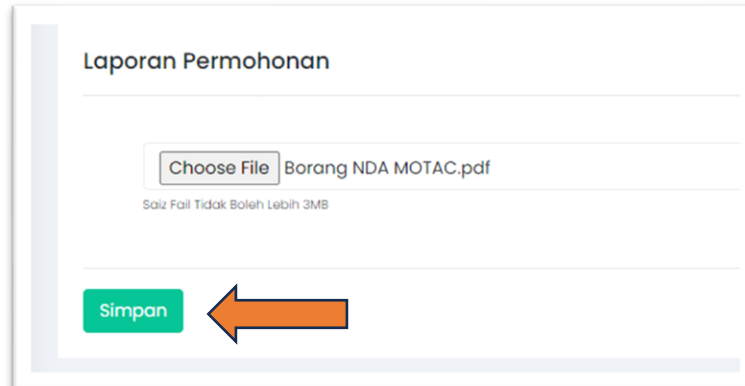 Laporan Permohonan
Choose File Borang NDA MOTAC.pdf
Saiz Fail Tidak Boleh Lebih 3MB
Simpan